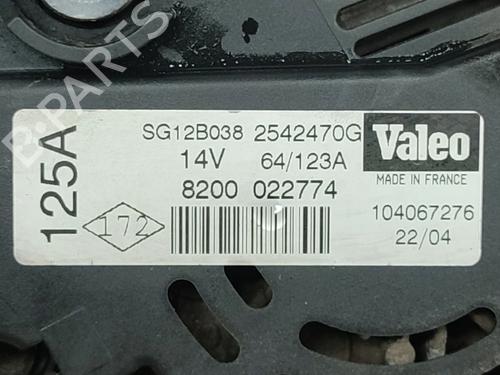 125A
SG12B038 2542470G
14V 64/123A
8200 022774
172
Valeo
MADE IN FRANCE
104067276
22/04
B-PARTS